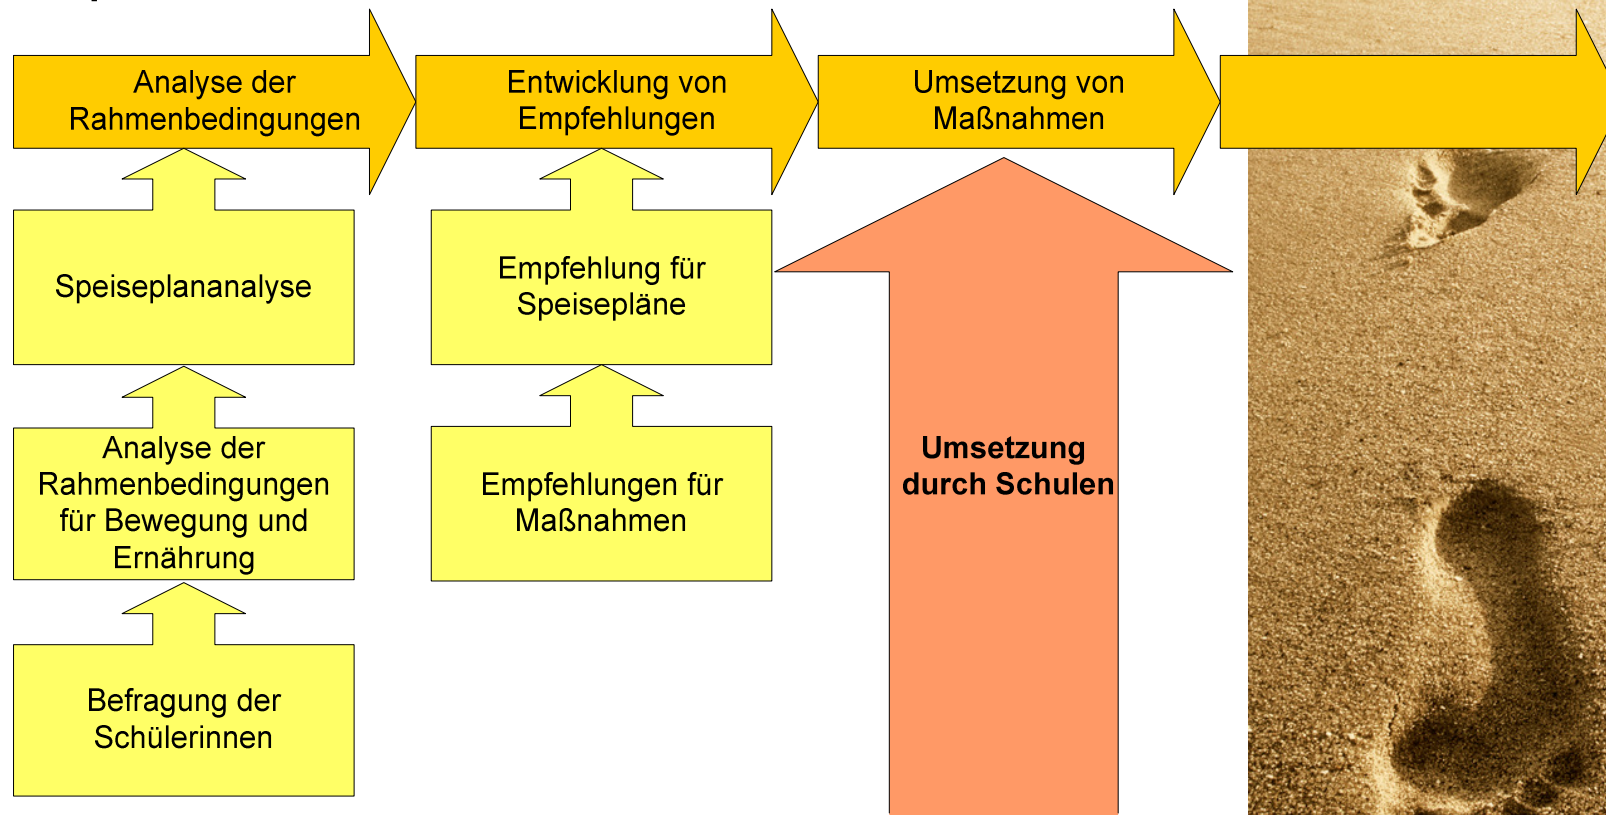 Analyse der
Rahmenbedingungen
Entwicklung von
Empfehlungen
Umsetzung von
Maßnahmen
Speiseplananalyse
Empfehlung für
Speisepläne
Analyse der
Rahmenbedingungen
für Bewegung und
Ernährung
Empfehlungen für
Maßnahmen
Umsetzung
durch Schulen
Befragung der
Schülerinnen